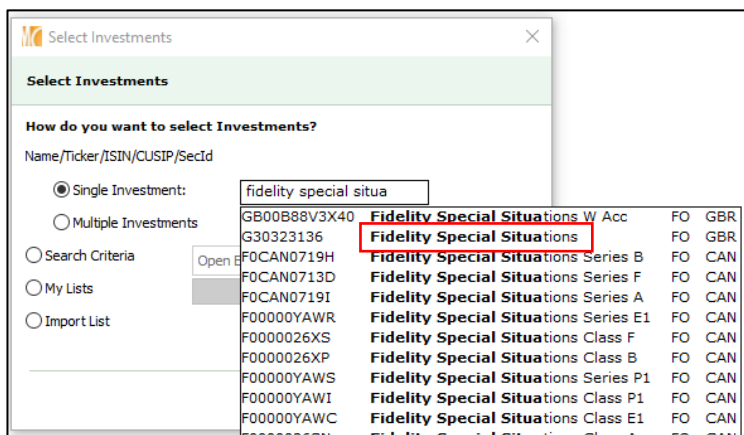 Select Investments
Select Investments
How do you want to select Investments?
Name/Ticker/ISIN/CUSIP/SecId
Single Investment: fidelity special situa
Multiple Investments
Search Criteria Open E
My Lists
Import List
GB00B88V3X40 Fidelity Special Situations W Acc FO GBR
G30323136 Fidelity Special Situations FO GBR
F0CAN0719H Fidelity Special Situations Series B FO CAN
F0CAN0713D Fidelity Special Situations Series F FO CAN
F0CAN0719I Fidelity Special Situations Series A FO CAN
F00000YAWR Fidelity Special Situations Series E1 FO CAN
F0000026XS Fidelity Special Situations Class F FO CAN
F0000026XP Fidelity Special Situations Class B FO CAN
F00000YAWS Fidelity Special Situations Series P1 FO CAN
F00000YAWI Fidelity Special Situations Class P1 FO CAN
F00000YAWC Fidelity Special Situations Class E1 FO CAN